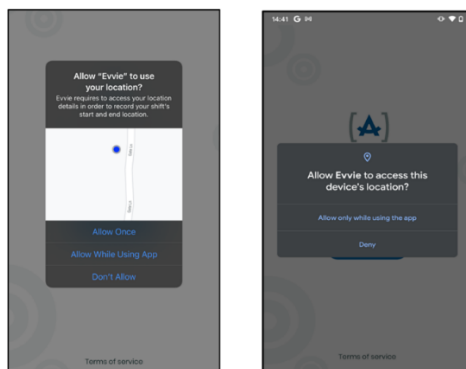 Allow "Evvie" to use
your location?
Evvie requires to access your location
details in order to record your shift's
start and end location.
Allow Once
Allow While Using App
Don't Allow
Terms of service
14:41 G
Allow Evvie to access this
device's location?
Allow only while using the app
Deny
Terms of service